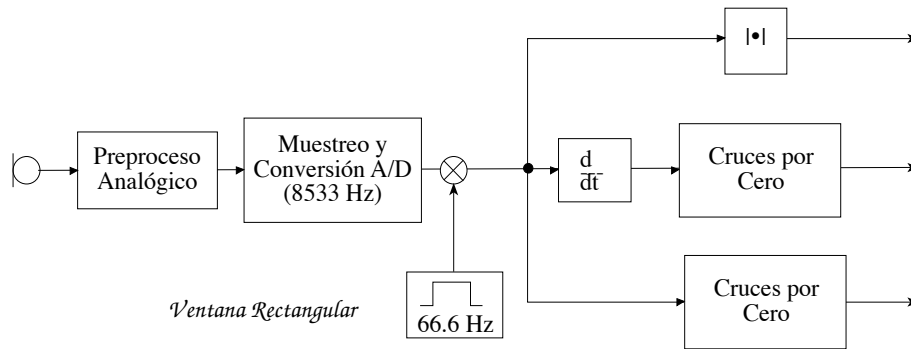 |•|
Preproceso
Analógico
Muestreo y
Conversión A/D
(8533 Hz)
d
dt
Cruces por
Cero
Ventana Rectangular
66.6 Hz
Cruces por
Cero